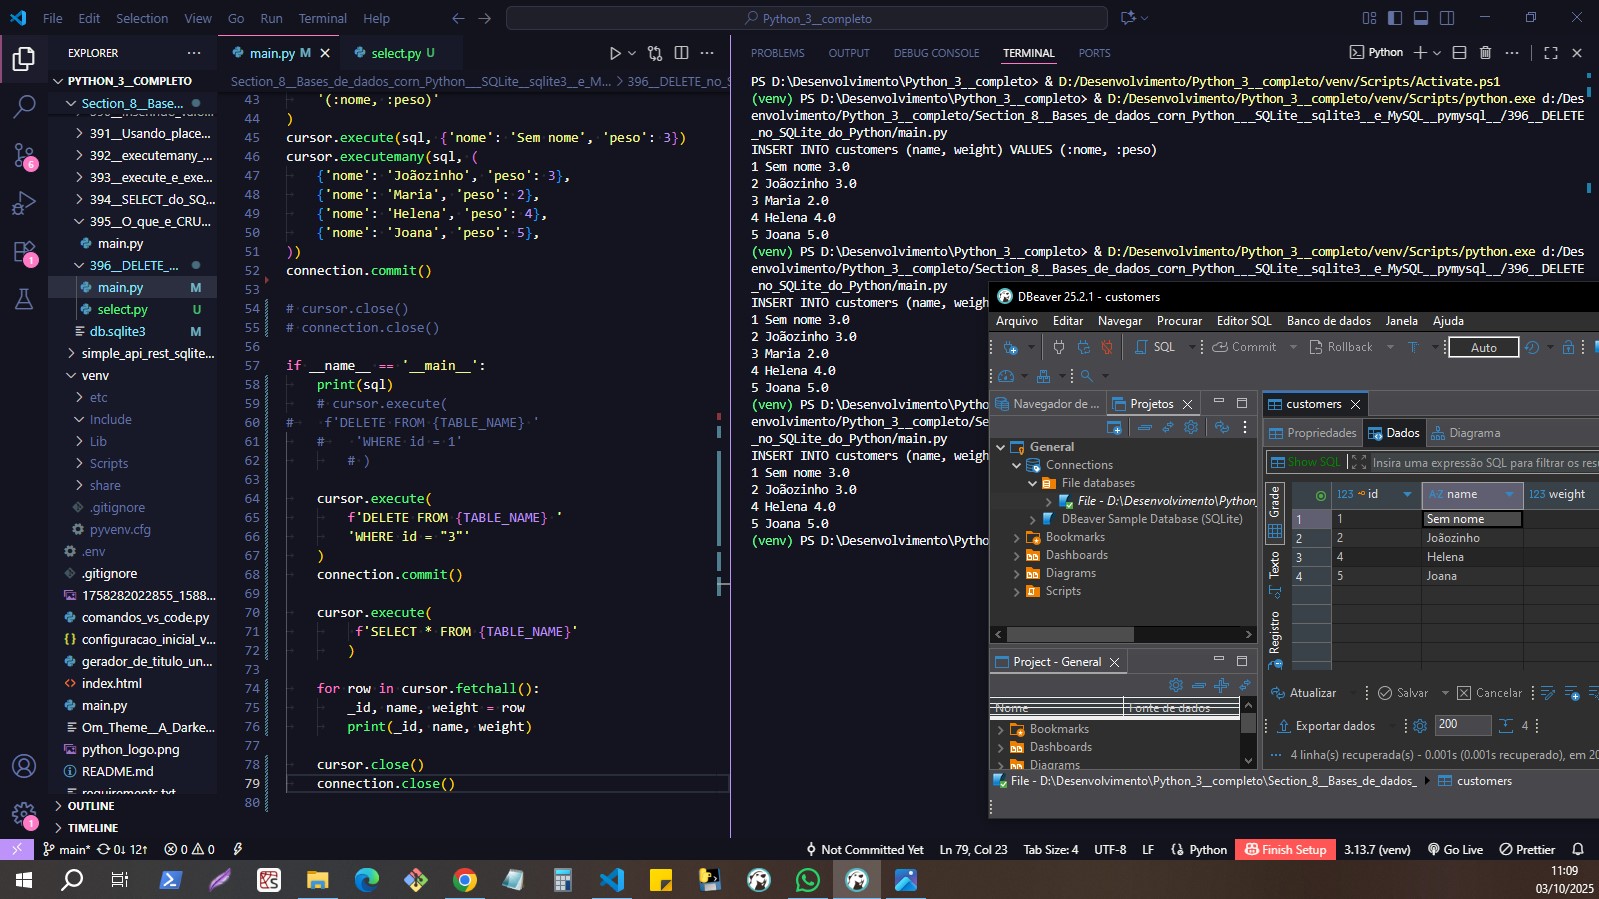 File Edit Selection View Go Run Terminal Help
Python_3__completo
EXPLORER
PYTHON_3__COMPLETO
Section_8__Base...
391__Usando_place...
392__executemany_...
393__execute_e_exe...
394__SELECT_do_SQ...
395__O_que_e_CRU...
main.py
396__DELETE_...
main.py M
select.py U
db.sqlite3 M
simple_api_rest_sqlite...
venv
etc
Include
Lib
Scripts
share
.gitignore
pyvenv.cfg
.env
.gitignore
1758282022855_1588...
comandos_vs_code.py
configuracao_inicial_v...
gerador_de_titulo_un...
index.html
main.py
Om_Theme__A_Darke...
python_logo.png
README.md
requirements.txt
OUTLINE
TIMELINE
main.py M
select.py U
Section_8__Bases_de_dados_corn_Python___SQLite__sqlite3__e_M... > 396__DELETE_no_S
43 '(:nome, :peso)'
44 )
45 cursor.execute(sql, {'nome': 'Sem nome', 'peso': 3})
46 cursor.executemany(sql, (
47 {'nome': 'Joãozinho', 'peso': 3},
48 {'nome': 'Maria', 'peso': 2},
49 {'nome': 'Helena', 'peso': 4},
50 {'nome': 'Joana', 'peso': 5},
51 ))
52 connection.commit()
53
54 # cursor.close()
55 # connection.close()
56
57 if __name__ == '__main__':
58 print(sql)
59 # cursor.execute(
60 # f'DELETE FROM {TABLE_NAME} '
61 # 'WHERE id = 1'
62 # )
63
64 cursor.execute(
65 f'DELETE FROM {TABLE_NAME} '
66 'WHERE id = "3"'
67 )
68 connection.commit()
69
70 cursor.execute(
71 f'SELECT * FROM {TABLE_NAME}'
72 )
73
74 for row in cursor.fetchall():
75 _id, name, weight = row
76 print(_id, name, weight)
77
78 cursor.close()
79 connection.close()
80
PROBLEMS OUTPUT DEBUG CONSOLE TERMINAL PORTS
Python
PS D:\Desenvolvimento\Python_3__completo> & D:/Desenvolvimento/Python_3__completo/venv/Scripts/Activate.ps1
(venv) PS D:\Desenvolvimento\Python_3__completo> & D:/Desenvolvimento/Python_3__completo/venv/Scripts/python.exe d:/Des
envolvimento/Python_3__completo/Section_8__Bases_de_dados_corn_Python___SQLite__sqlite3__e_MySQL__pymysql__/396__DELETE
_no_SQLite_do_Python/main.py
INSERT INTO customers (name, weight) VALUES (:nome, :peso)
1 Sem nome 3.0
2 Joãozinho 3.0
3 Maria 2.0
4 Helena 4.0
5 Joana 5.0
(venv) PS D:\Desenvolvimento\Python_3__completo> & D:/Desenvolvimento/Python_3__completo/venv/Scripts/python.exe d:/Des
envolvimento/Python_3__completo/Section_8__Bases_de_dados_corn_Python___SQLite__sqlite3__e_MySQL__pymysql__/396__DELETE
_no_SQLite_do_Python/main.py
INSERT INTO customers (name, weigh
1 Sem nome 3.0
2 Joãozinho 3.0
3 Maria 2.0
4 Helena 4.0
5 Joana 5.0
(venv) PS D:\Desenvolvimento\Pytho
envolvimento/Python_3__completo/Se
_no_SQLite_do_Python/main.py
INSERT INTO customers (name, weigh
1 Sem nome 3.0
2 Joãozinho 3.0
4 Helena 4.0
5 Joana 5.0
(venv) PS D:\Desenvolvimento\Pytho
DBeaver 25.2.1 - customers
Arquivo Editar Navegar Procurar Editor SQL Banco de dados Janela Ajuda
SQL Commit Rollback T Auto
Navegador de ... Projetos
General
Connections
File databases
File - D:\Desenvolvimento\Python_
DBeaver Sample Database (SQLite)
Bookmarks
Dashboards
Diagrams
Scripts
Project - General
Nome Fonte de dados
Bookmarks
Dashboards
Diagrams
customers
Propriedades Dados Diagrama
Show SQL Insira uma expressão SQL para filtrar os resu
Grade
Texto
Registro
123 id A-Z name 123 weight
1 1 Sem nome
2 2 Joãozinho
3 4 Helena
4 5 Joana
Atualizar Salvar Cancelar
Exportar dados 200 4
4 linha(s) recuperada(s) - 0.001s (0.001s recuperado), em 20
File - D:\Desenvolvimento\Python_3__completo\Section_8__Bases_de_dados_ customers
main* 0↓ 12↑ 0 0 Not Committed Yet Ln 79, Col 23 Tab Size: 4 UTF-8 LF Python Finish Setup 3.13.7 (venv) Go Live Prettier
6
1
1
11:09
03/10/2025